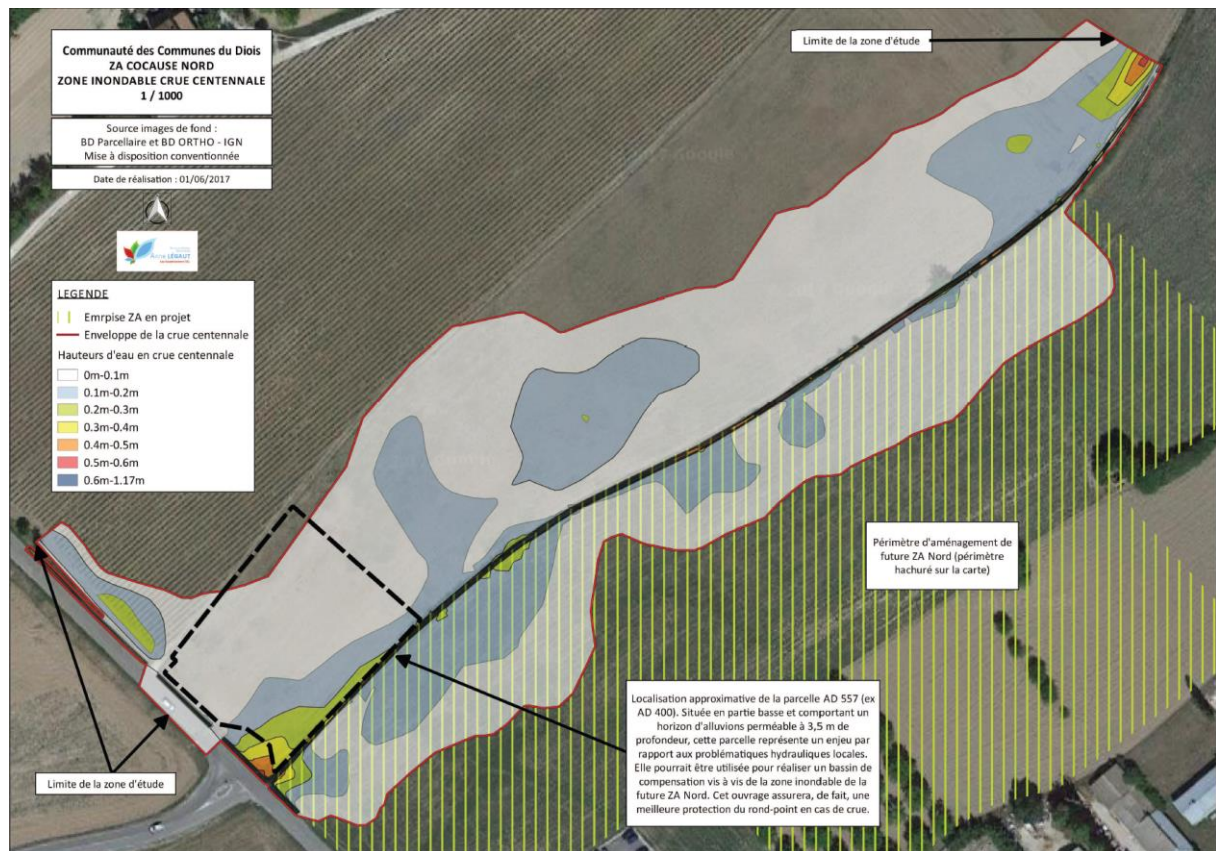 Communauté des Communes du Diois
ZA COCAUSE NORD
ZONE INONDABLE CRUE CENTENNALE
1 / 1000
Source images de fond :
BD Parcellaire et BD ORTHO - IGN
Mise à disposition conventionnée
Date de réalisation : 01/06/2017
LEGENDE
Emrpise ZA en projet
Enveloppe de la crue centennale
Hauteurs d'eau en crue centennale
0m-0.1m
0.1m-0.2m
0.2m-0.3m
0.3m-0.4m
0.4m-0.5m
0.5m-0.6m
0.6m-1.17m
Limite de la zone d'étude
Périmètre d'aménagement de
future ZA Nord (périmètre
hachuré sur la carte)
Localisation approximative de la parcelle AD 557 (ex
AD 400). Située en partie basse et comportant un
horizon d'alluvions perméable à 3,5 m de
profondeur, cette parcelle représente un enjeu par
rapport aux problématiques hydrauliques locales.
Elle pourrait être utilisée pour réaliser un bassin de
compensation vis à vis de la zone inondable de la
future ZA Nord. Cet ouvrage assurera, de fait, une
meilleure protection du rond-point en cas de crue.
Limite de la zone d'étude